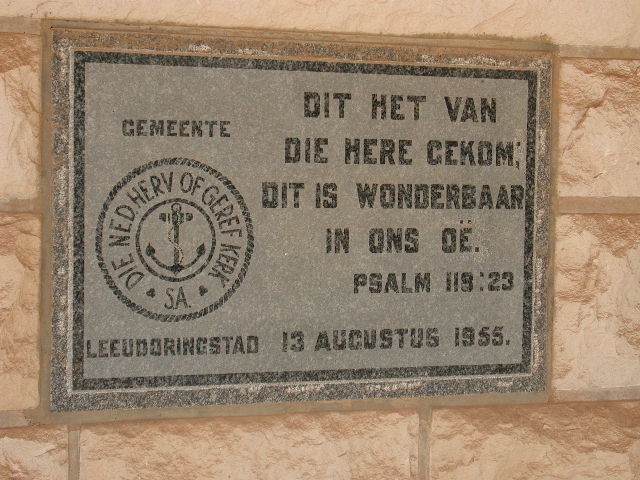 GEMEENTE
DIE NED HERV OF GEREF KERK
SA.
LEEUDORINGSTAD
DIT HET VAN
DIE HERE GEKOM;
DIT IS WONDERBAAR
IN ONS OË.
PSALM 118:23
13 AUGUSTUS 1955.